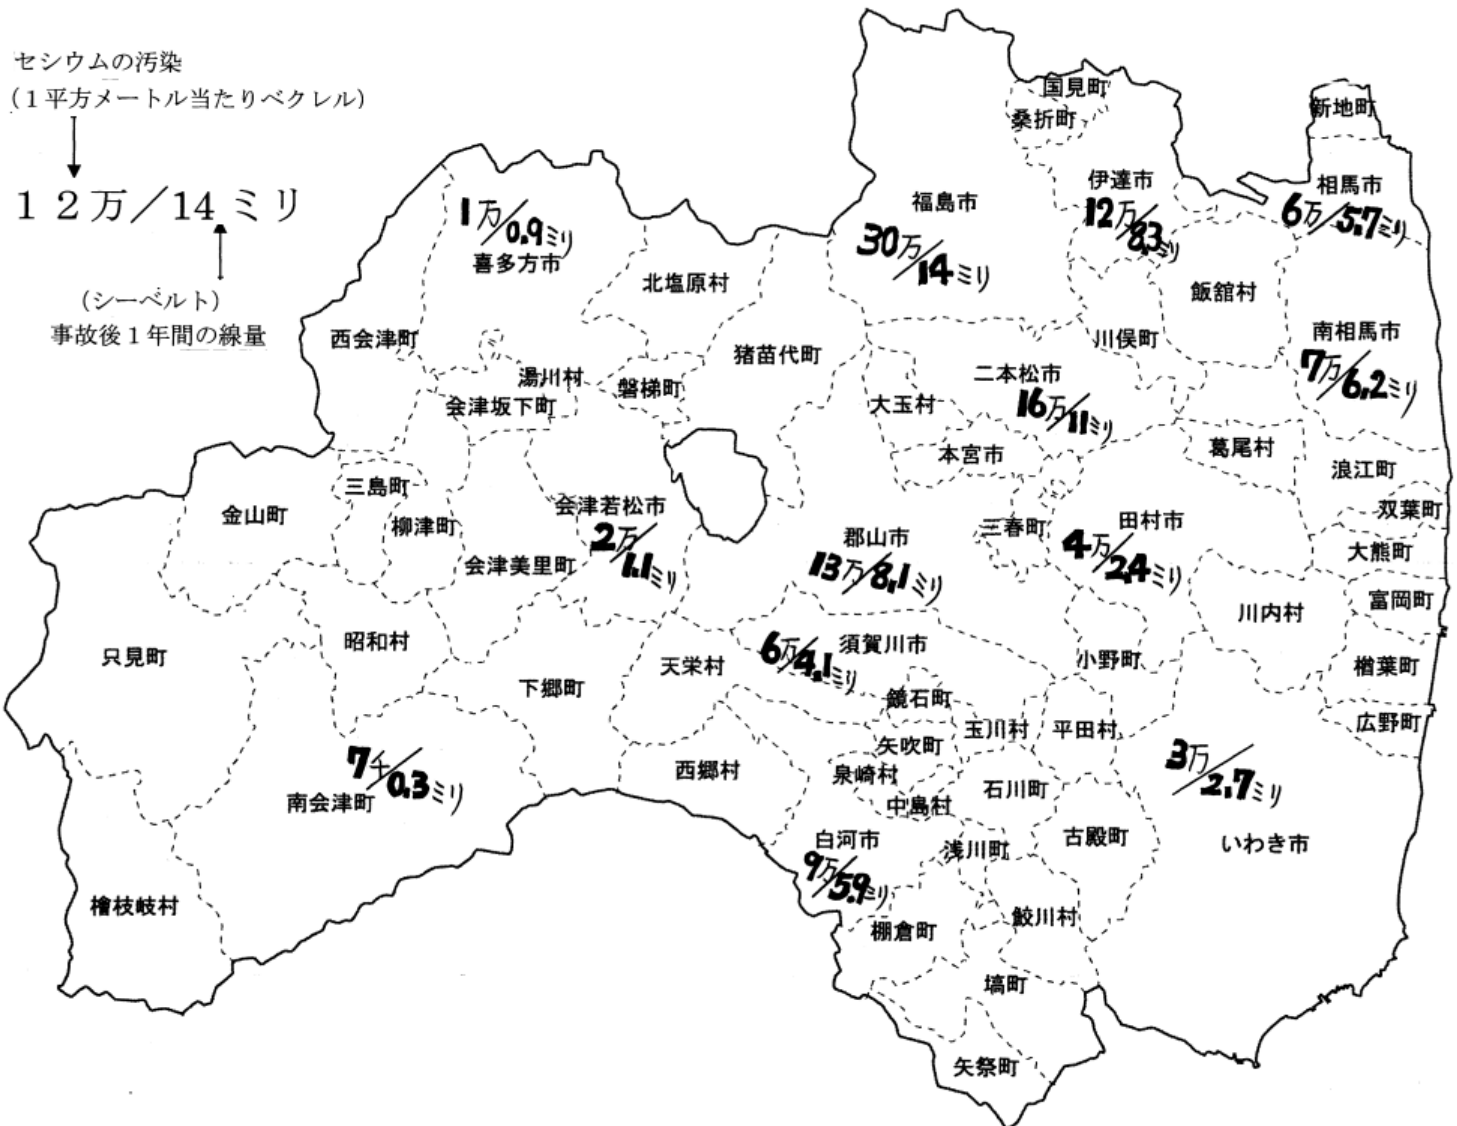 セシウムの汚染
(1平方メートル当たりベクレル)
12万/14ミリ
(シーベルト)
事故後1年間の線量
国見町
桑折町
新地町
伊達市
12万/8.3ミリ
相馬市
6万/5.7ミリ
福島市
30万/14ミリ
1万/0.9ミリ
喜多方市
北塩原村
飯舘村
西会津町
猪苗代町
川俣町
南相馬市
7万/6.2ミリ
湯川村
磐梯町
会津坂下町
二本松市
16万/11ミリ
大玉村
本宮市
葛尾村
浪江町
三島町
金山町
柳津町
会津若松市
2万/1.1ミリ
会津美里町
郡山市
13万/8.1ミリ
三春町
田村市
4万/2.4ミリ
双葉町
大熊町
富岡町
川内村
只見町
昭和村
下郷町
天栄村
須賀川市
6万/4.1ミリ
小野町
楢葉町
鏡石町
広野町
矢吹町
玉川村
平田村
7千/0.3ミリ
南会津町
西郷村
泉崎村
中島村
石川町
3万/2.7ミリ
いわき市
白河市
9万/5.9ミリ
浅川町
古殿町
檜枝岐村
棚倉町
鮫川村
塙町
矢祭町